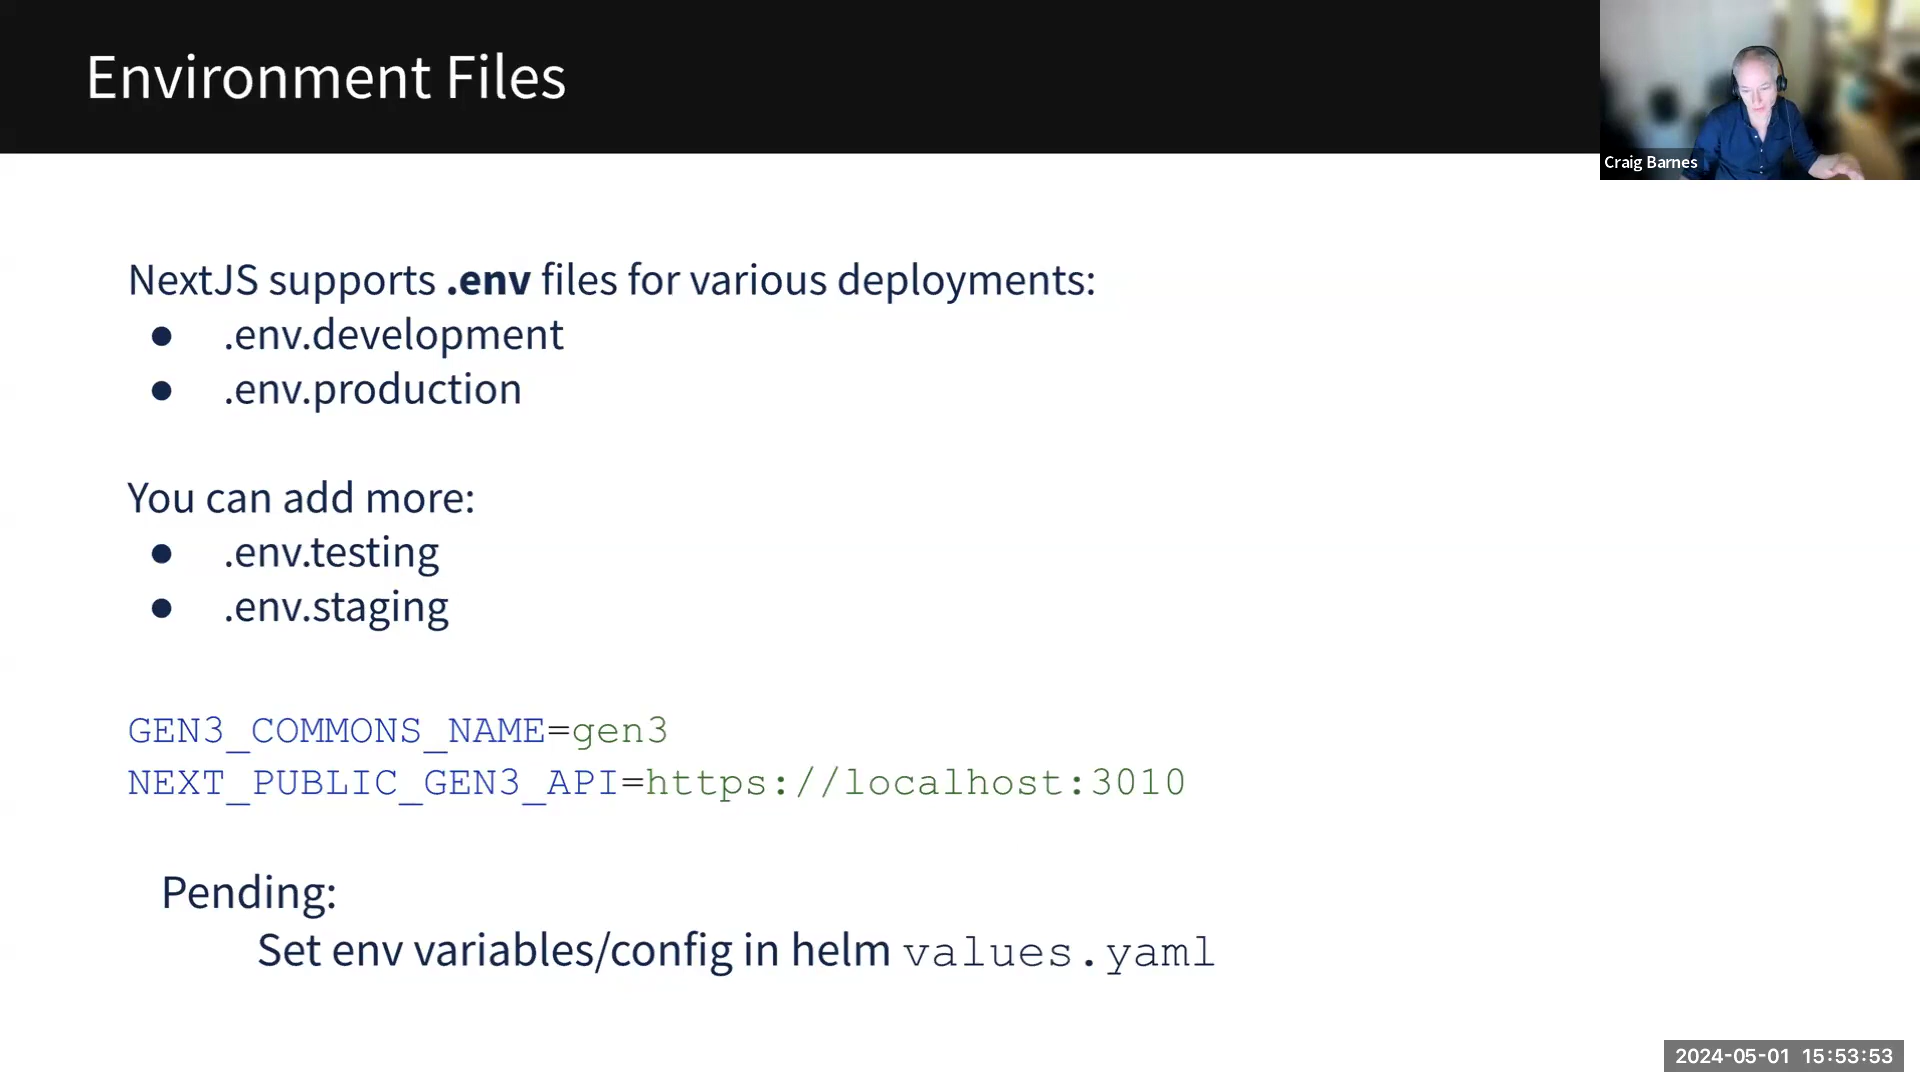 Environment Files
Craig Barnes
NextJS supports .env files for various deployments:
● .env.development
● .env.production
You can add more:
● .env.testing
● .env.staging
GEN3_COMMONS_NAME=gen3
NEXT_PUBLIC_GEN3_API=https://localhost:3010
Pending:
Set env variables/config in helm values.yaml
2024-05-01 15:53:53